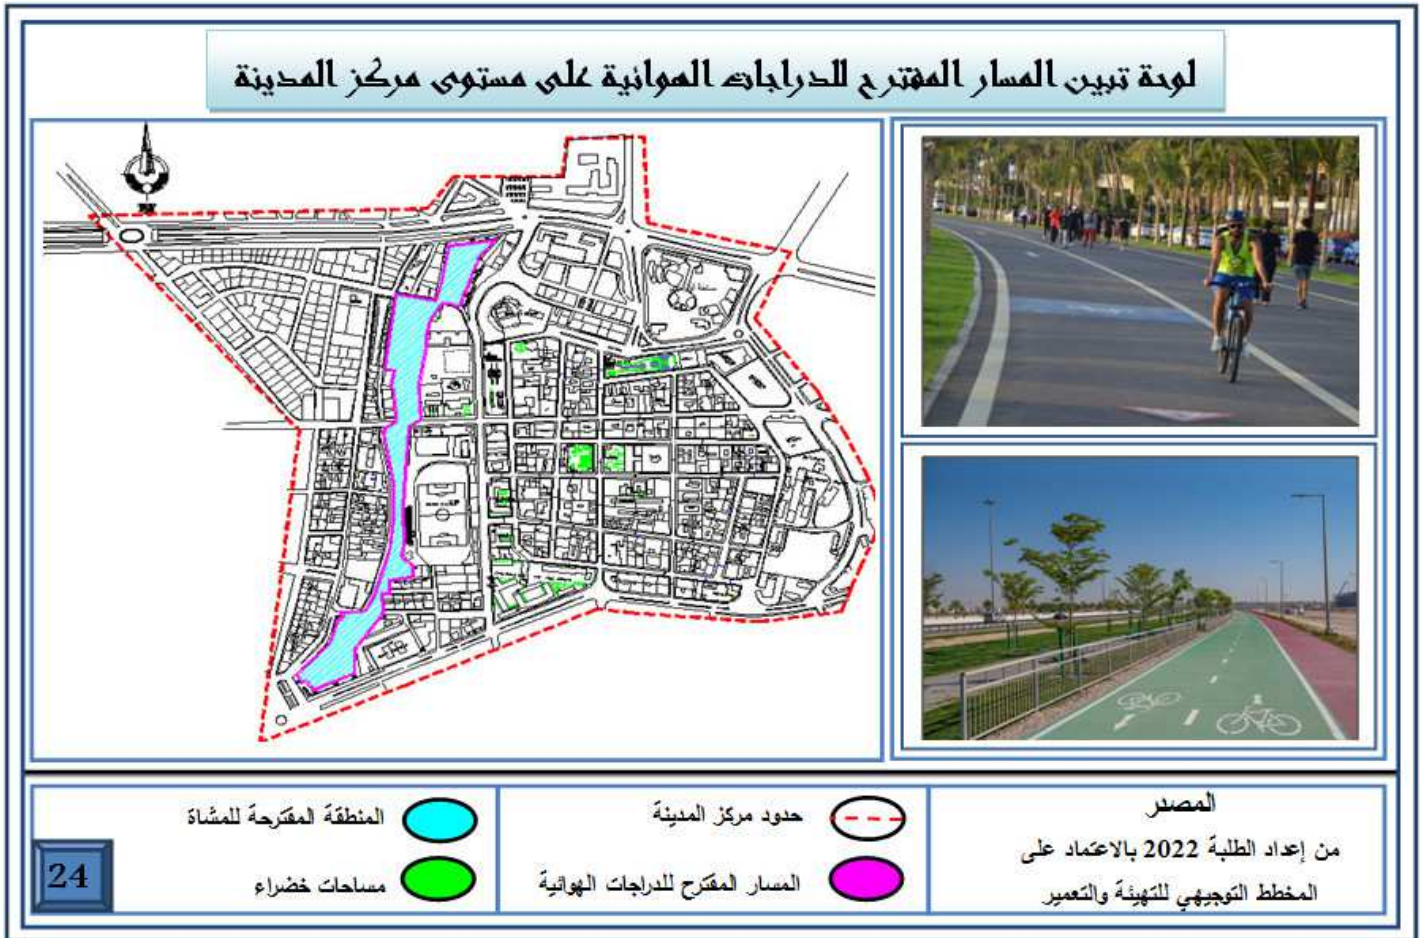 لوحة تبين المسار المقترح للدراجات الهوائية على مستوى مركز المدينة
المصدر
من إعداد الطلبة 2022 بالاعتماد على
المخطط التوجيهي للتهيئة والتعمير
حدود مركز المدينة
المسار المقترح للدراجات الهوائية
المنطقة المقترحة للمشاة
مساحات خضراء
24